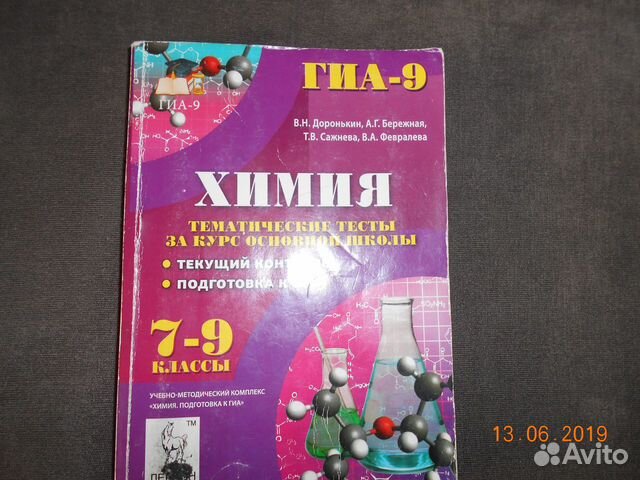 ГИА-9
ГИА-9
В.Н. Доронькин, А.Г. Бережная,
Т.В. Сажнева, В.А. Февралева
ХИМИЯ
ТЕМАТИЧЕСКИЕ ТЕСТЫ
ЗА КУРС ОСНОВНОЙ ШКОЛЫ
• ТЕКУЩИЙ
• ПОДГОТОВКА К
7-9
КЛАССЫ
УЧЕБНО-МЕТОДИЧЕСКИЙ КОМПЛЕКС
«ХИМИЯ. ПОДГОТОВКА К ГИА»
TM
13.06.2019
Avito